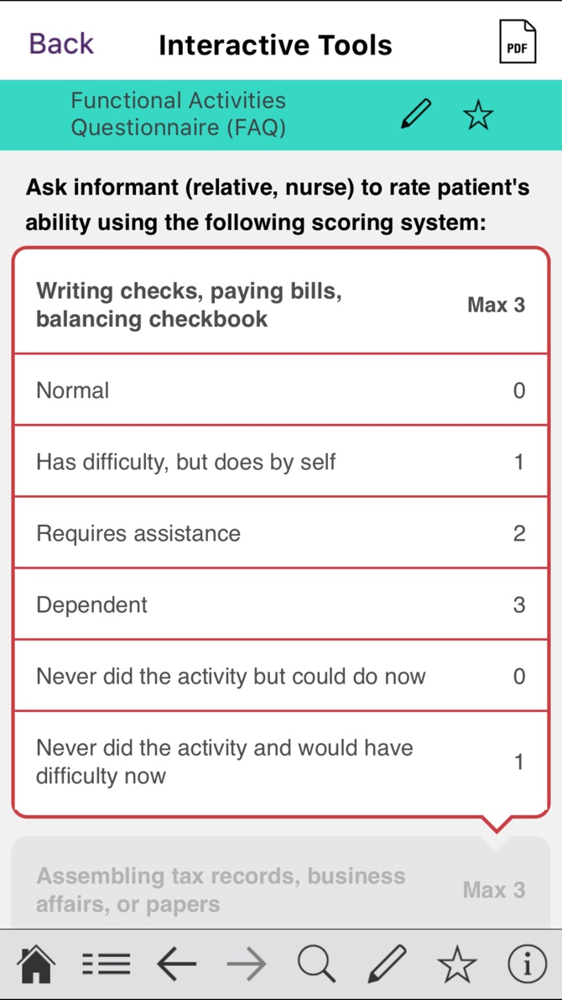 Back
Interactive Tools
PDF
Functional Activities
Questionnaire (FAQ)
Ask informant (relative, nurse) to rate patient's
ability using the following scoring system:
Writing checks, paying bills,
balancing checkbook
Max 3
Normal 0
Has difficulty, but does by self 1
Requires assistance 2
Dependent 3
Never did the activity but could do now 0
Never did the activity and would have
difficulty now
1
Assembling tax records, business
affairs, or papers
Max 3